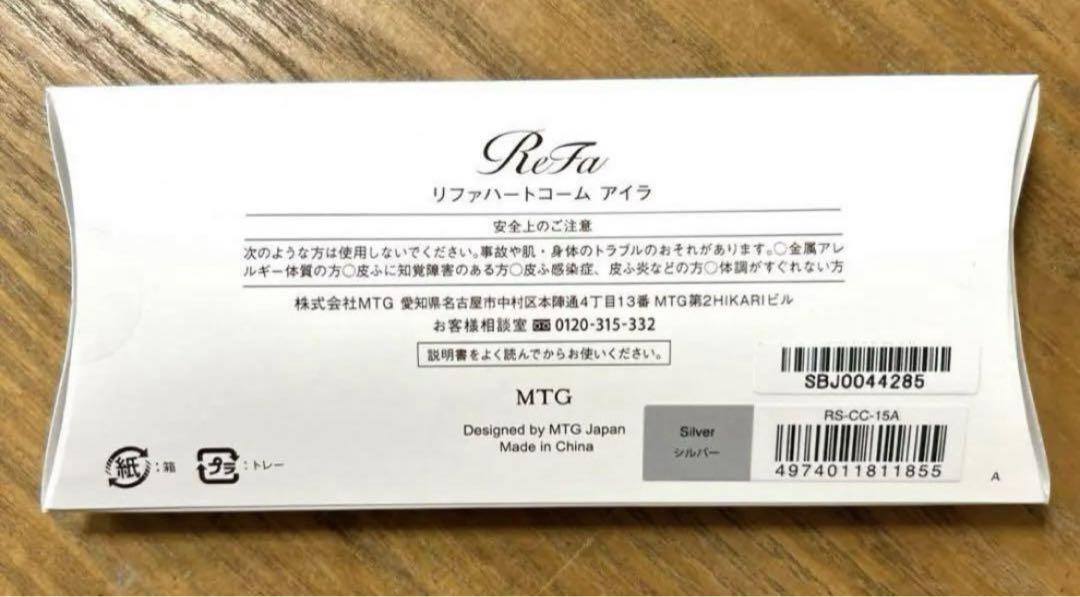 ReFa
リファハートコーム アイラ
安全上のご注意
次のような方は使用しないでください。事故や肌・身体のトラブルのおそれがあります。○金属アレ
ルギー体質の方○皮ふに知覚障害のある方○皮ふ感染症、皮ふ炎などの方○体調がすぐれない方
株式会社MTG 愛知県名古屋市中村区本陣通4丁目13番 MTG第2HIKARIビル
お客様相談室 0120-315-332
説明書をよく読んでからお使いください。
SBJ0044285
MTG
Designed by MTG Japan
Made in China
Silver
シルバー
RS-CC-15A
4974011811855
紙:箱
プラ:トレー
A